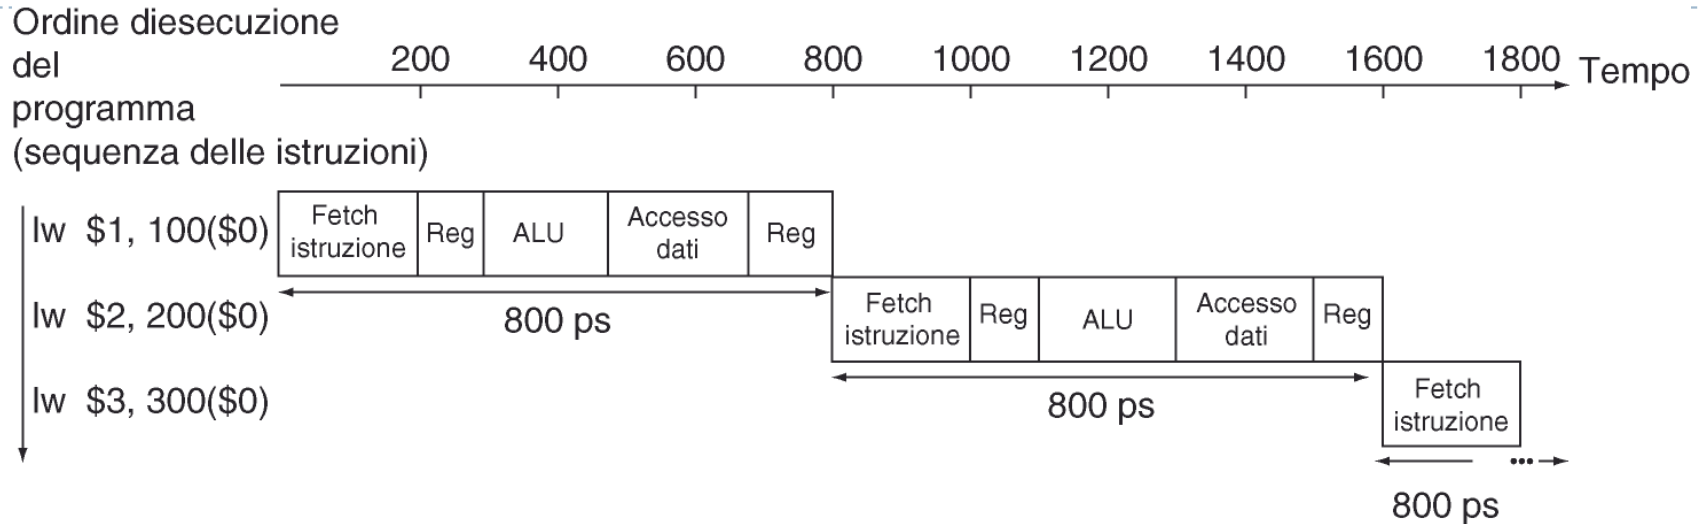 Ordine diesecuzione
del
programma
(sequenza delle istruzioni)
200 400 600 800 1000 1200 1400 1600 1800 Tempo
lw $1, 100($0)
Fetch
istruzione
Reg
ALU
Accesso
dati
Reg
800 ps
lw $2, 200($0)
Fetch
istruzione
Reg
ALU
Accesso
dati
Reg
800 ps
lw $3, 300($0)
Fetch
istruzione
...
800 ps